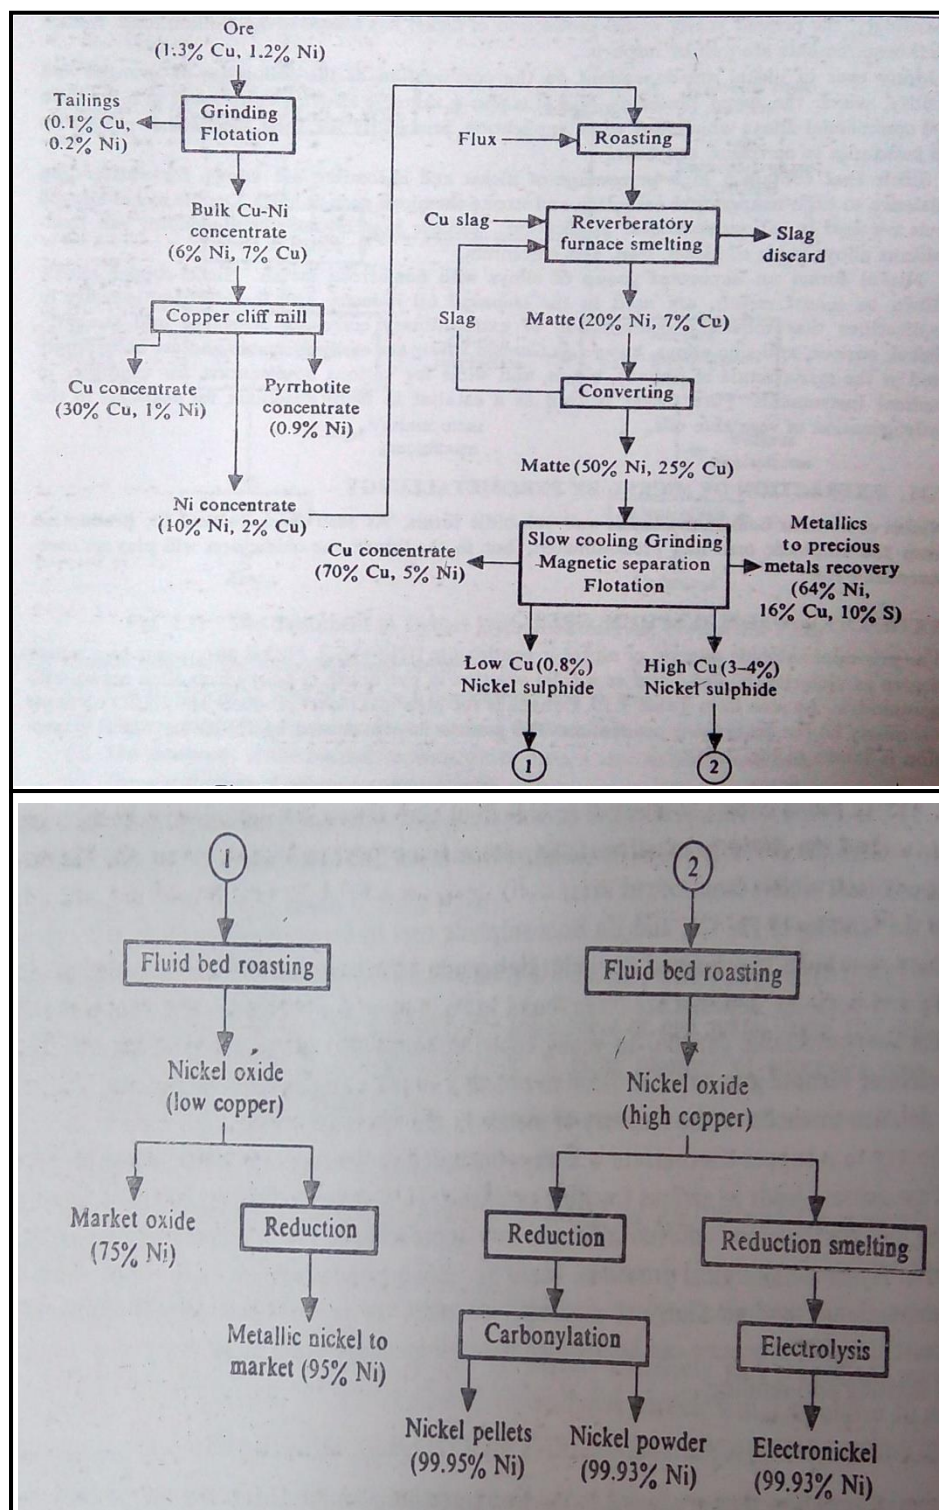 Ore
(1.3% Cu, 1.2% Ni)
Tailings
(0.1% Cu,
0.2% Ni)
Grinding
Flotation
Bulk Cu-Ni
concentrate
(6% Ni, 7% Cu)
Copper cliff mill
Cu concentrate
(30% Cu, 1% Ni)
Pyrrhotite
concentrate
(0.9% Ni)
Ni concentrate
(10% Ni, 2% Cu)
Flux
Roasting
Cu slag
Reverberatory
furnace smelting
Slag
discard
Slag
Matte (20% Ni, 7% Cu)
Converting
Matte (50% Ni, 25% Cu)
Cu concentrate
(70% Cu, 5% Ni)
Slow cooling Grinding
Magnetic separation
Flotation
Metallics
to precious
metals recovery
(64% Ni,
16% Cu, 10% S)
Low Cu (0.8%)
Nickel sulphide
High Cu (3–4%)
Nickel sulphide
1
2
1
Fluid bed roasting
Nickel oxide
(low copper)
Market oxide
(75% Ni)
Reduction
Metallic nickel to
market (95% Ni)
2
Fluid bed roasting
Nickel oxide
(high copper)
Reduction
Carbonylation
Nickel pellets
(99.95% Ni)
Nickel powder
(99.93% Ni)
Reduction smelting
Electrolysis
Electronickel
(99.93% Ni)